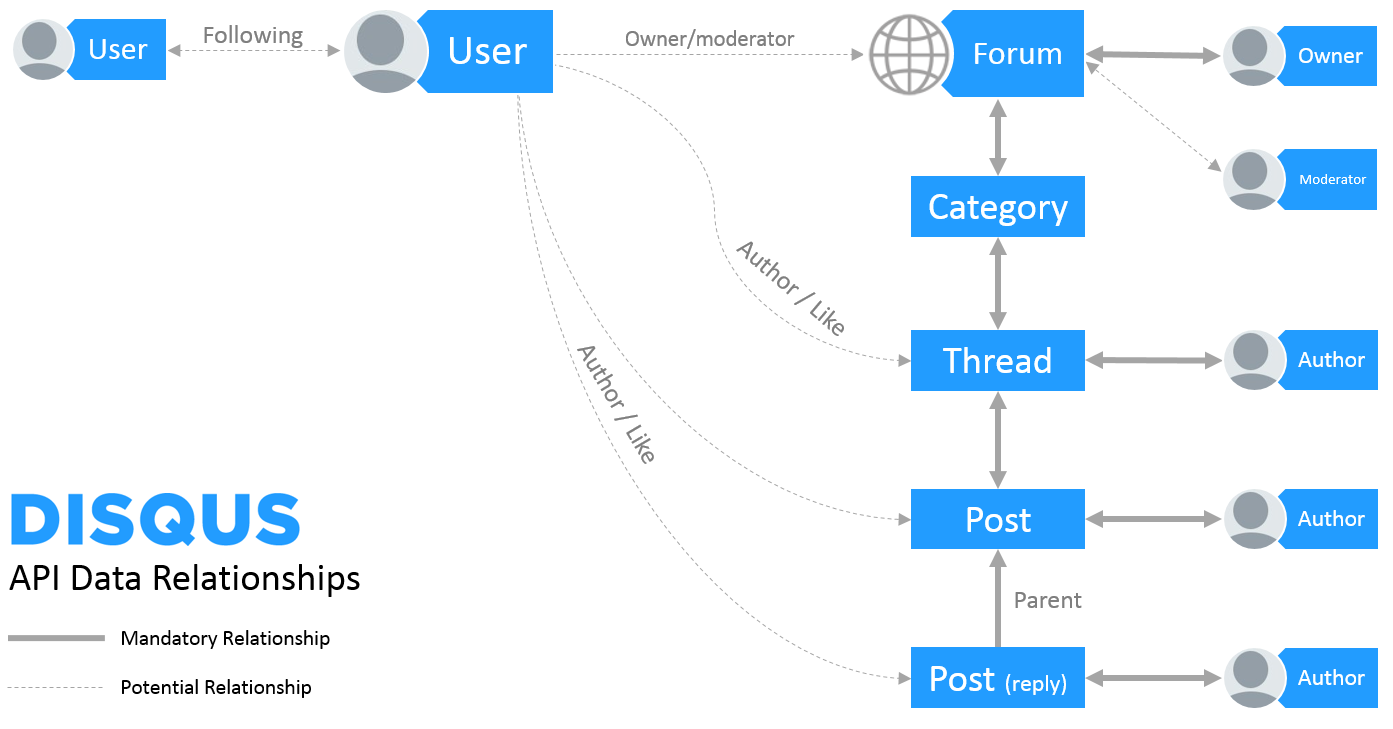 User
Following
User
Owner/moderator
Forum
Owner
Moderator
Category
Author / Like
Thread
Author
Author / Like
Post
Author
Parent
Post (reply)
Author
DISQUS
API Data Relationships
Mandatory Relationship
Potential Relationship